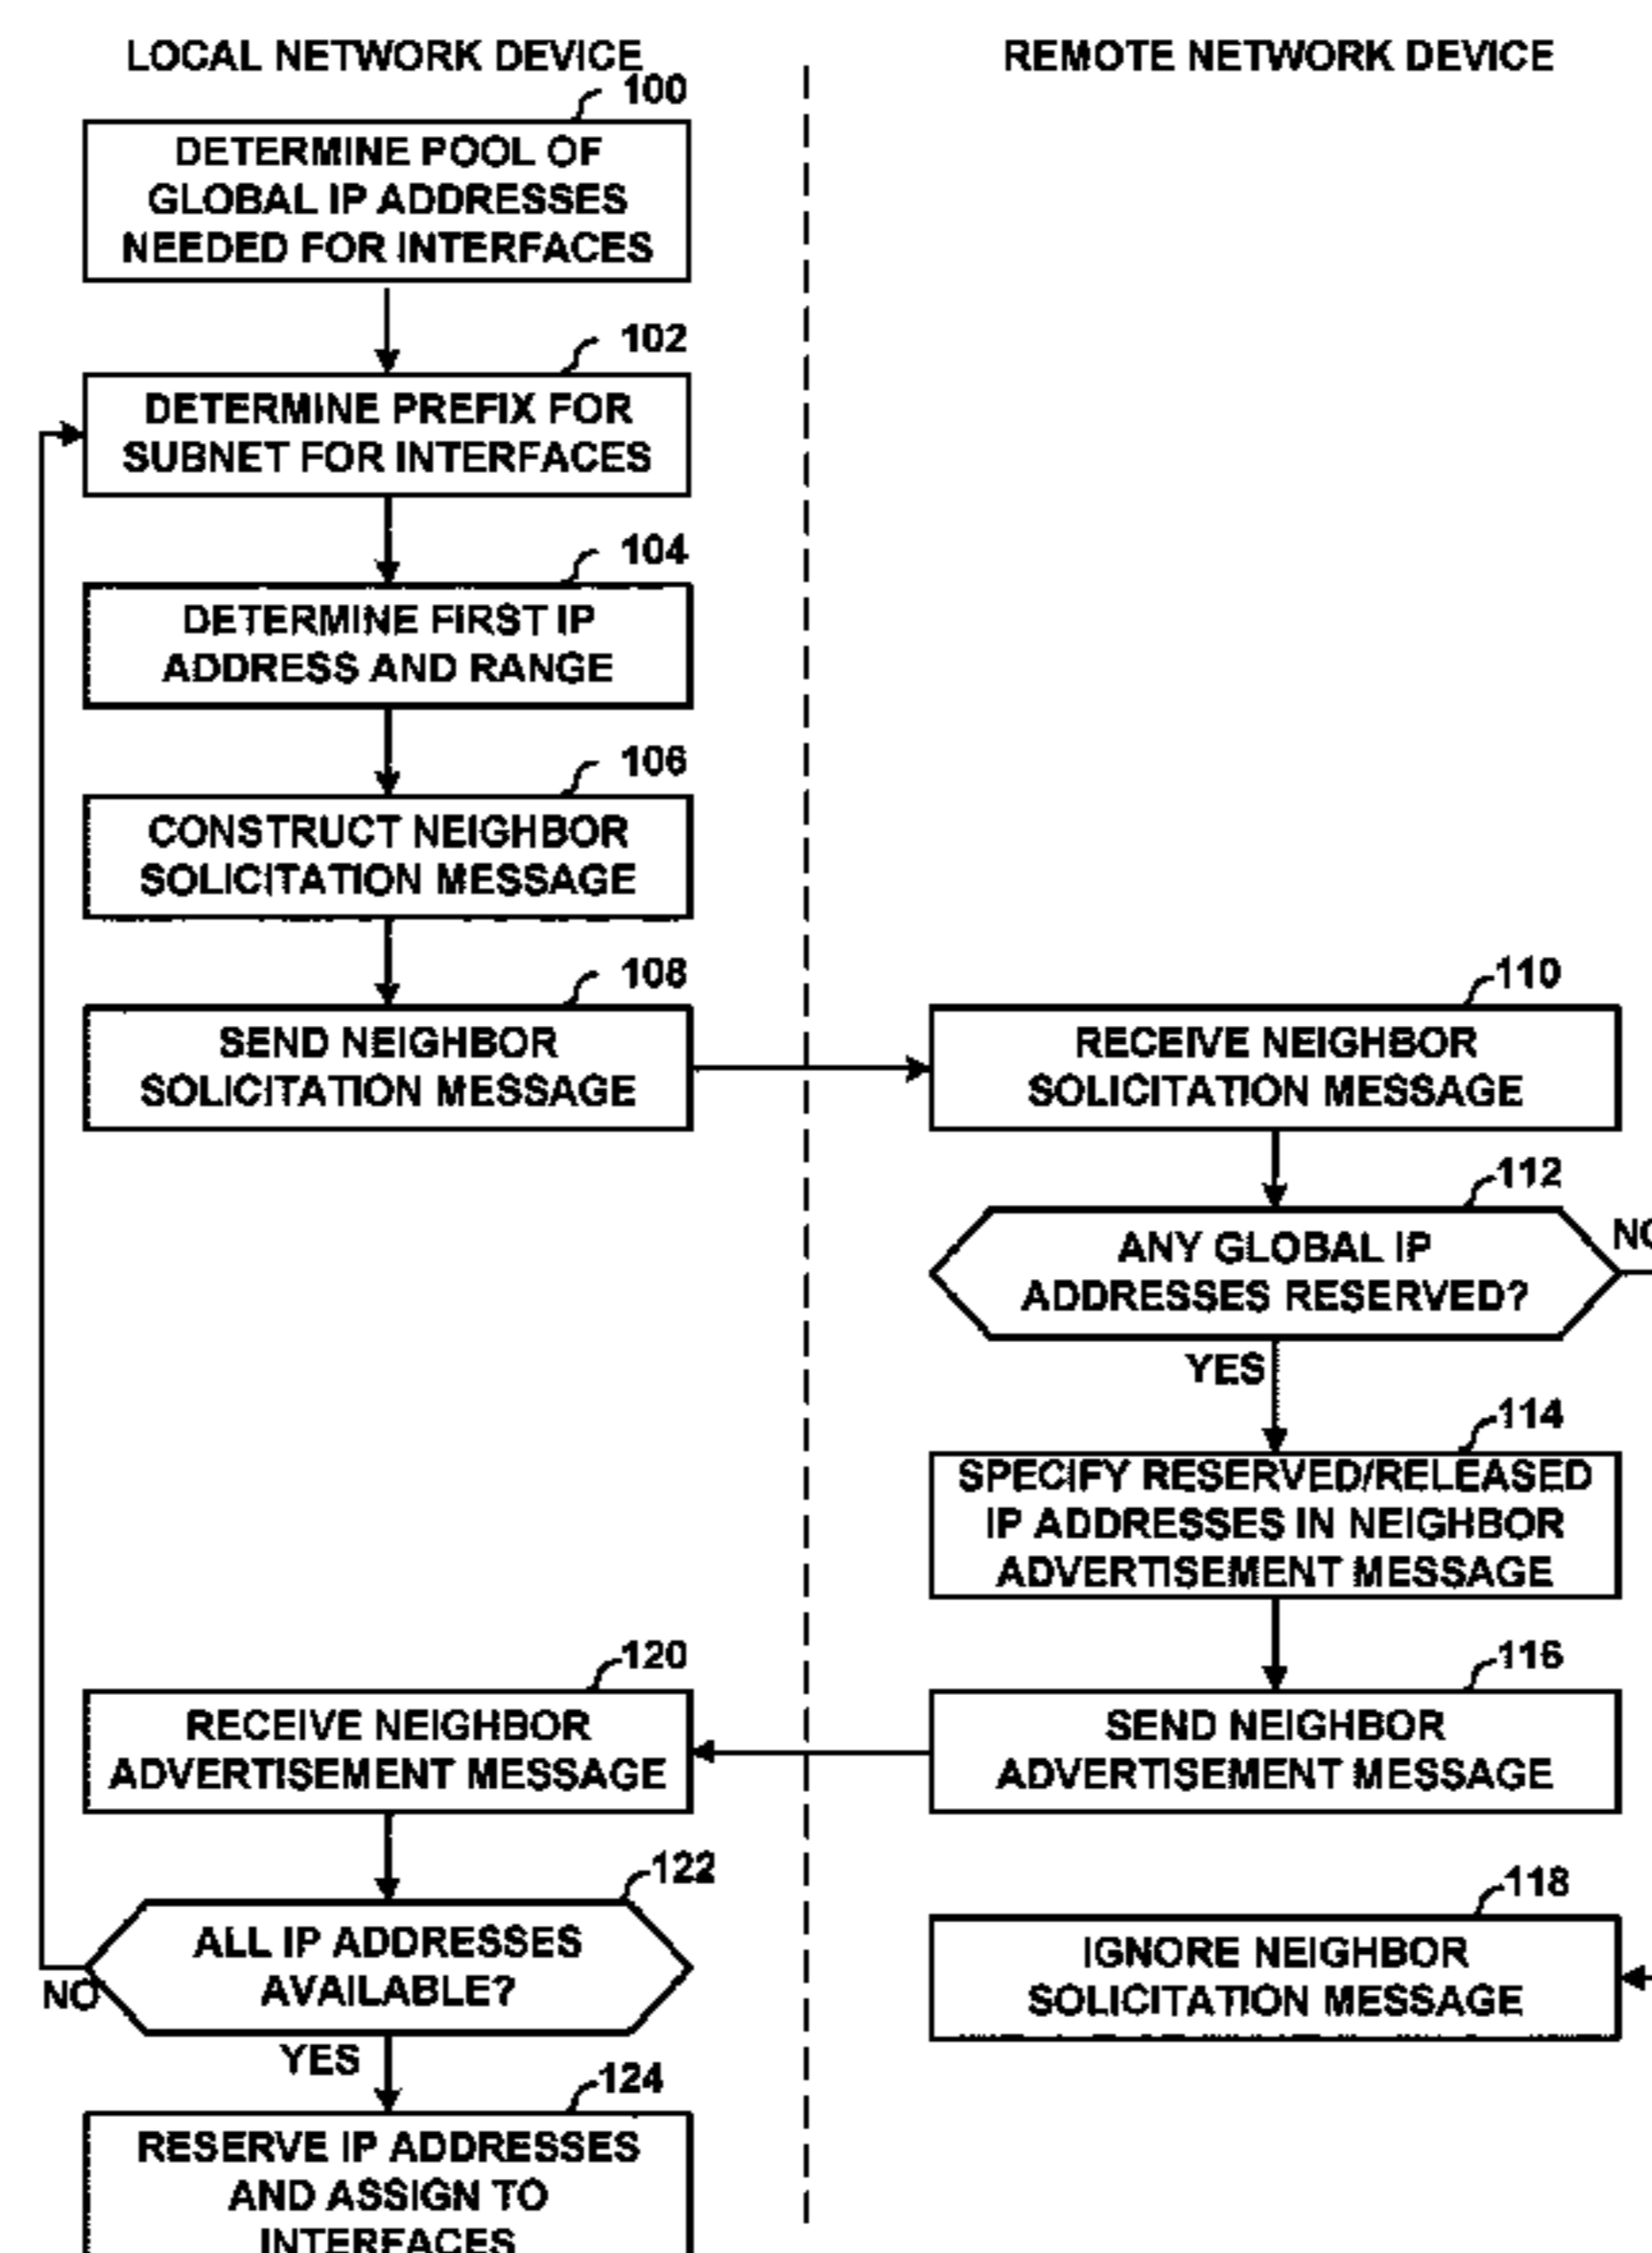 LOCAL NETWORK DEVICE
REMOTE NETWORK DEVICE
100
DETERMINE POOL OF
GLOBAL IP ADDRESSES
NEEDED FOR INTERFACES
102
DETERMINE PREFIX FOR
SUBNET FOR INTERFACES
104
DETERMINE FIRST IP
ADDRESS AND RANGE
106
CONSTRUCT NEIGHBOR
SOLICITATION MESSAGE
108
SEND NEIGHBOR
SOLICITATION MESSAGE
110
RECEIVE NEIGHBOR
SOLICITATION MESSAGE
112
ANY GLOBAL IP
ADDRESSES RESERVED?
NO
YES
114
SPECIFY RESERVED/RELEASED
IP ADDRESSES IN NEIGHBOR
ADVERTISEMENT MESSAGE
116
SEND NEIGHBOR
ADVERTISEMENT MESSAGE
118
IGNORE NEIGHBOR
SOLICITATION MESSAGE
120
RECEIVE NEIGHBOR
ADVERTISEMENT MESSAGE
122
ALL IP ADDRESSES
AVAILABLE?
NO
YES
124
RESERVE IP ADDRESSES
AND ASSIGN TO
INTERFACES